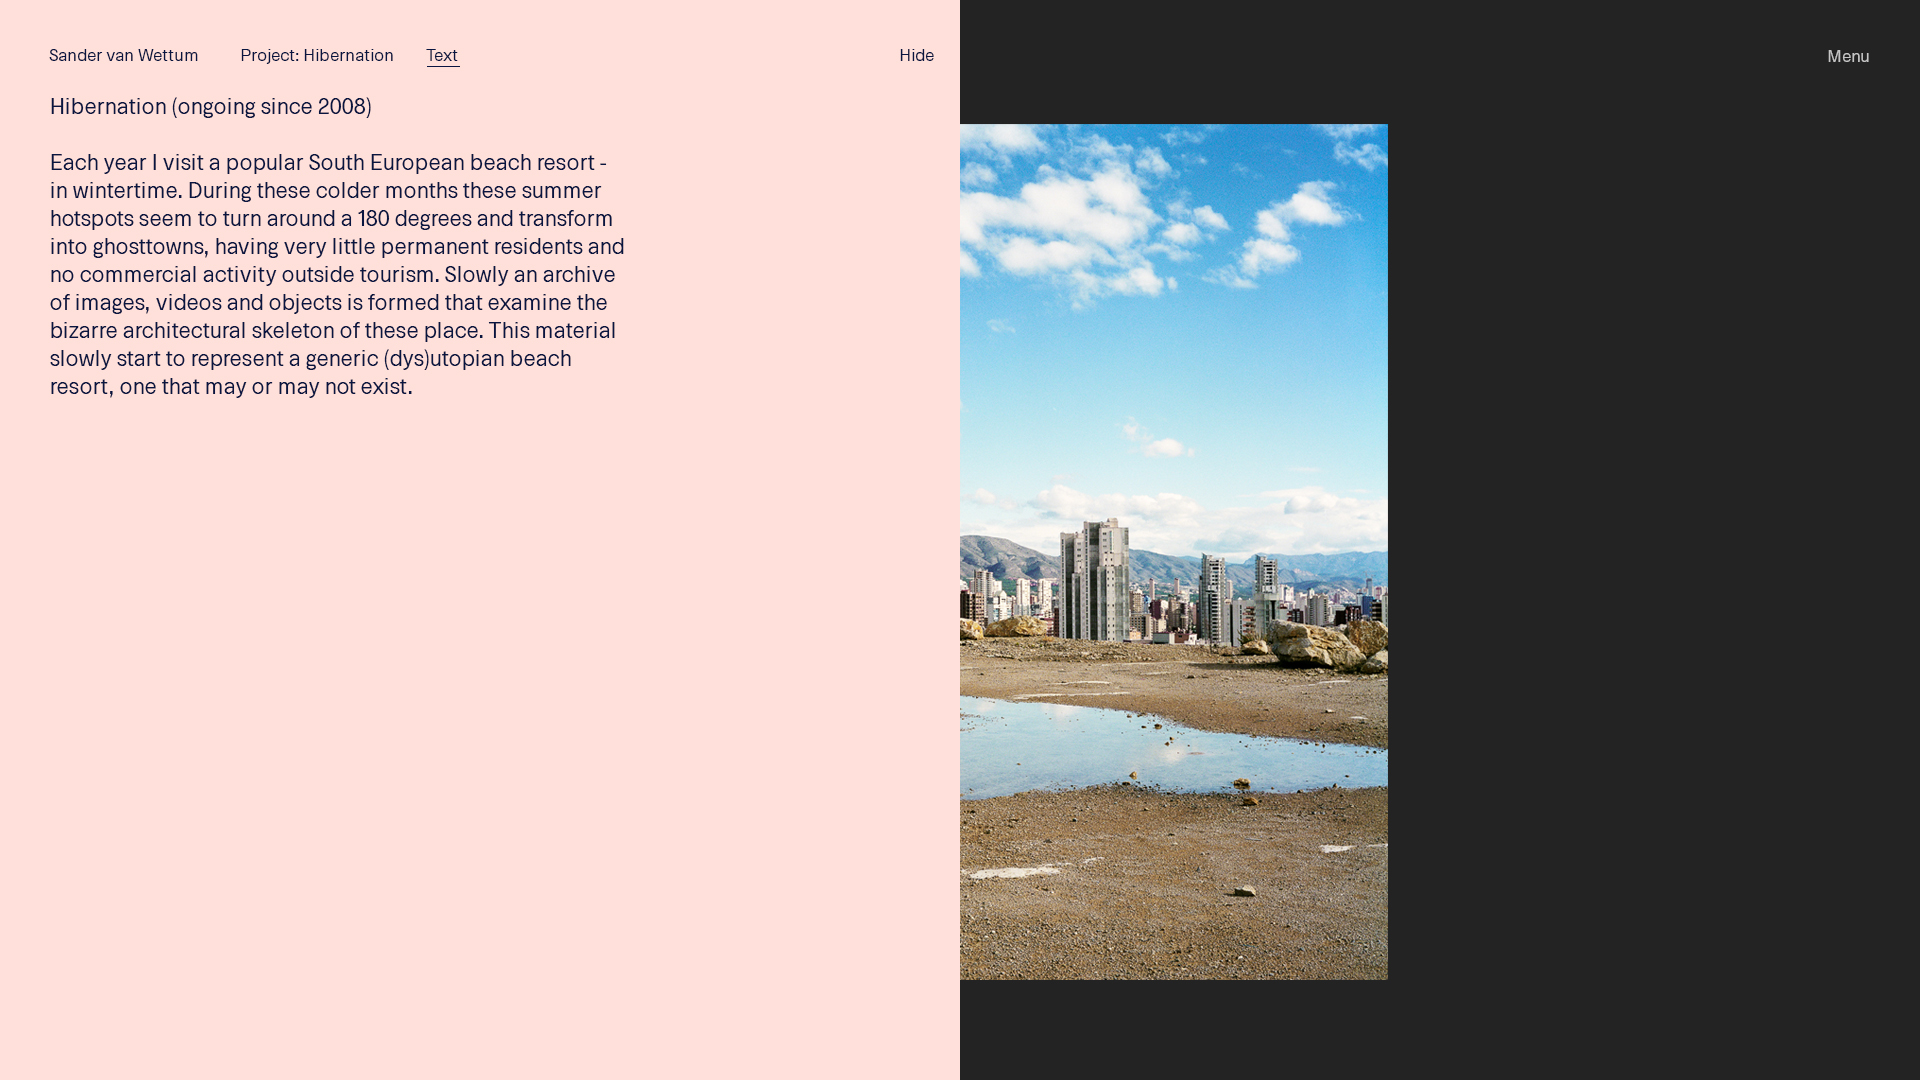 Sander van Wettum Project: Hibernation Text Hide Menu
Hibernation (ongoing since 2008)
Each year I visit a popular South European beach resort -
in wintertime. During these colder months these summer
hotspots seem to turn around a 180 degrees and transform
into ghosttowns, having very little permanent residents and
no commercial activity outside tourism. Slowly an archive
of images, videos and objects is formed that examine the
bizarre architectural skeleton of these place. This material
slowly start to represent a generic (dys)utopian beach
resort, one that may or may not exist.